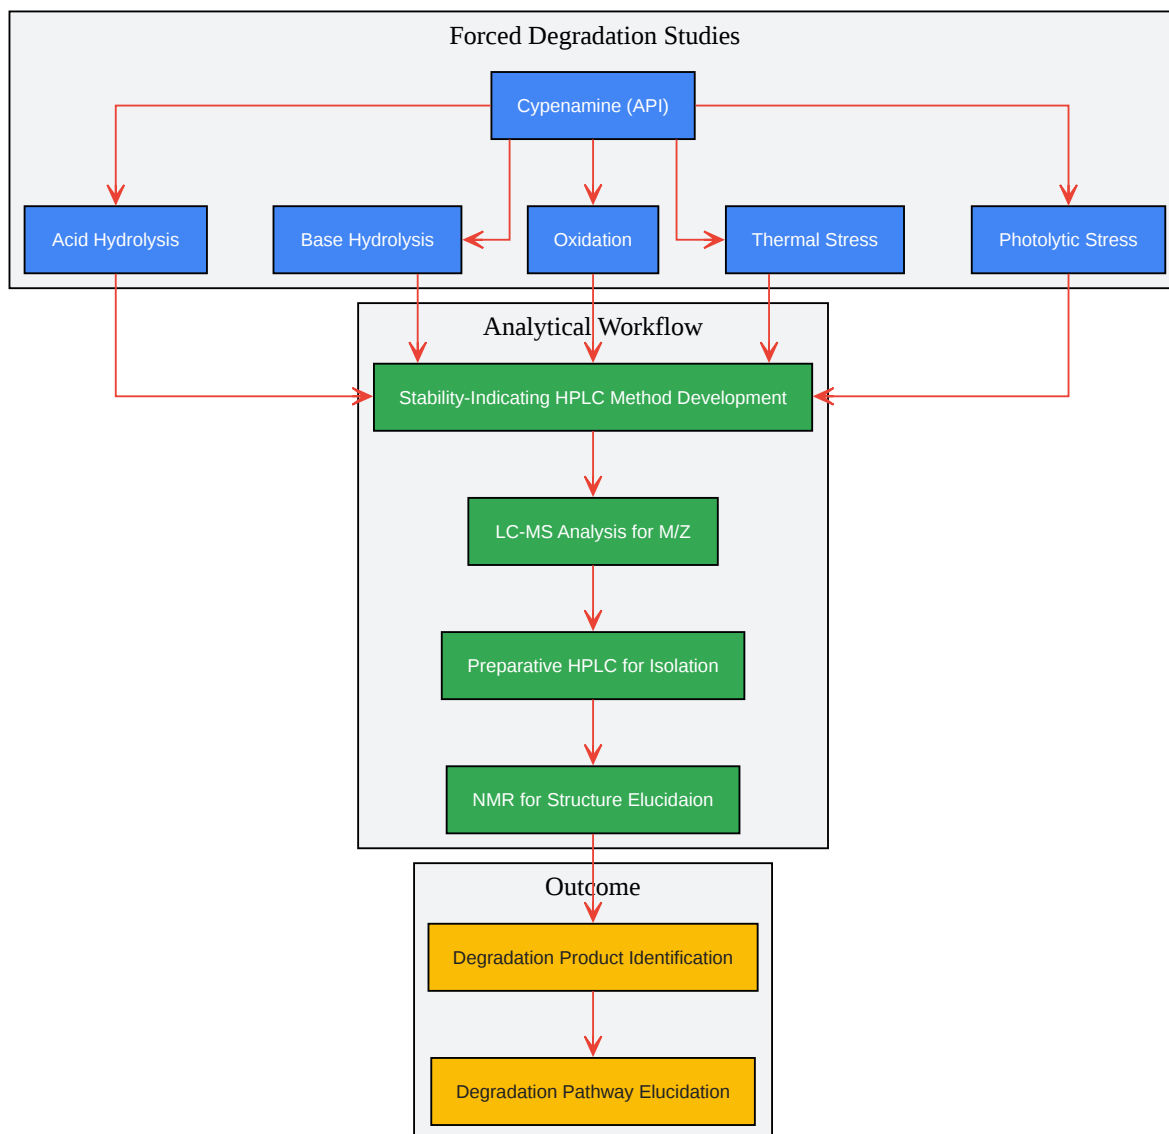 Forced Degradation Studies
Cypenamine (API)
Acid Hydrolysis
Base Hydrolysis
Oxidation
Thermal Stress
Photolytic Stress
Analytical Workflow
Stability-Indicating HPLC Method Development
LC-MS Analysis for M/Z
Preparative HPLC for Isolation
NMR for Structure Elucidaion
Outcome
Degradation Product Identification
Degradation Pathway Elucidation